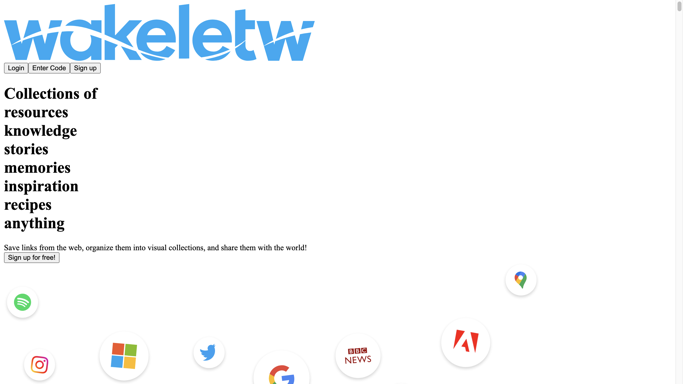 wakeletw
Login Enter Code Sign up
Collections of
resources
knowledge
stories
memories
inspiration
recipes
anything
Save links from the web, organize them into visual collections, and share them with the world!
Sign up for free!
BBC
NEWS